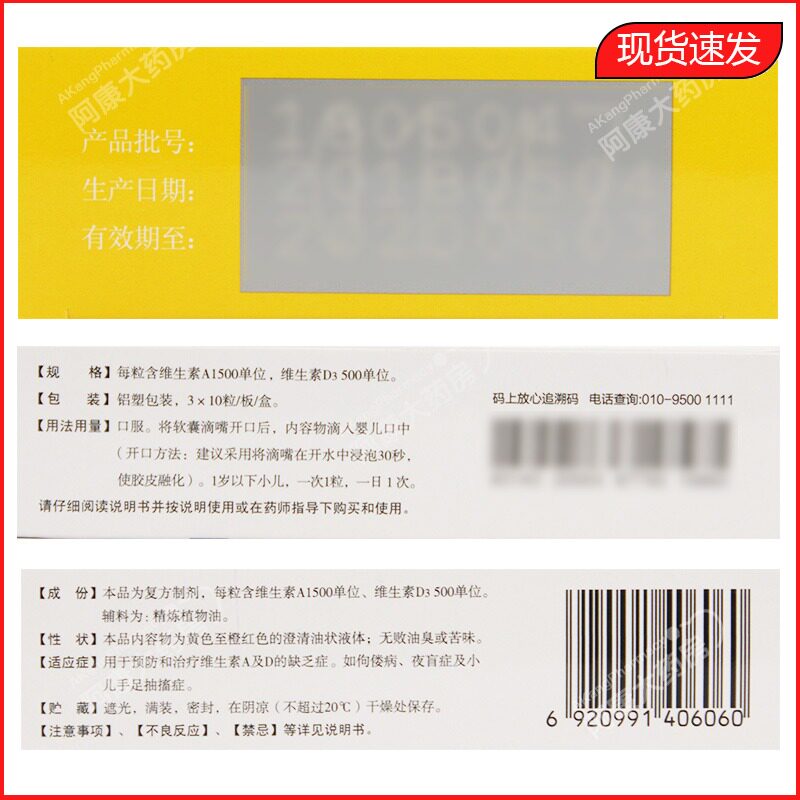 现货速发
AKangPharmacy
阿康大药房
AKangPharmacy
阿康大药房
产品批号：
生产日期：
有效期至：
【规　　格】每粒含维生素A1500单位，维生素D3 500单位。
【包　　装】铝塑包装，3×10粒/板/盒。
【用法用量】口服。将软囊滴嘴开口后，内容物滴入婴儿口中
（开口方法：建议采用将滴嘴在开水中浸泡30秒，
使胶皮融化）。1岁以下小儿，一次1粒，一日1次。
请仔细阅读说明书并按说明使用或在药师指导下购买和使用。
码上放心追溯码　电话查询:010-9500 1111
【成　　份】本品为复方制剂，每粒含维生素A1500单位、维生素D3 500单位。
辅料为: 精炼植物油。
【性　　状】本品内容物为黄色至橙红色的澄清油状液体；无败油臭或苦味。
【适应症】用于预防和治疗维生素A及D的缺乏症。如佝偻病、夜盲症及小
儿手足抽搐症。
【贮　　藏】遮光，满装，密封，在阴凉（不超过20℃）干燥处保存。
【注意事项】、【不良反应】、【禁忌】等详见说明书。
6 920991 406060